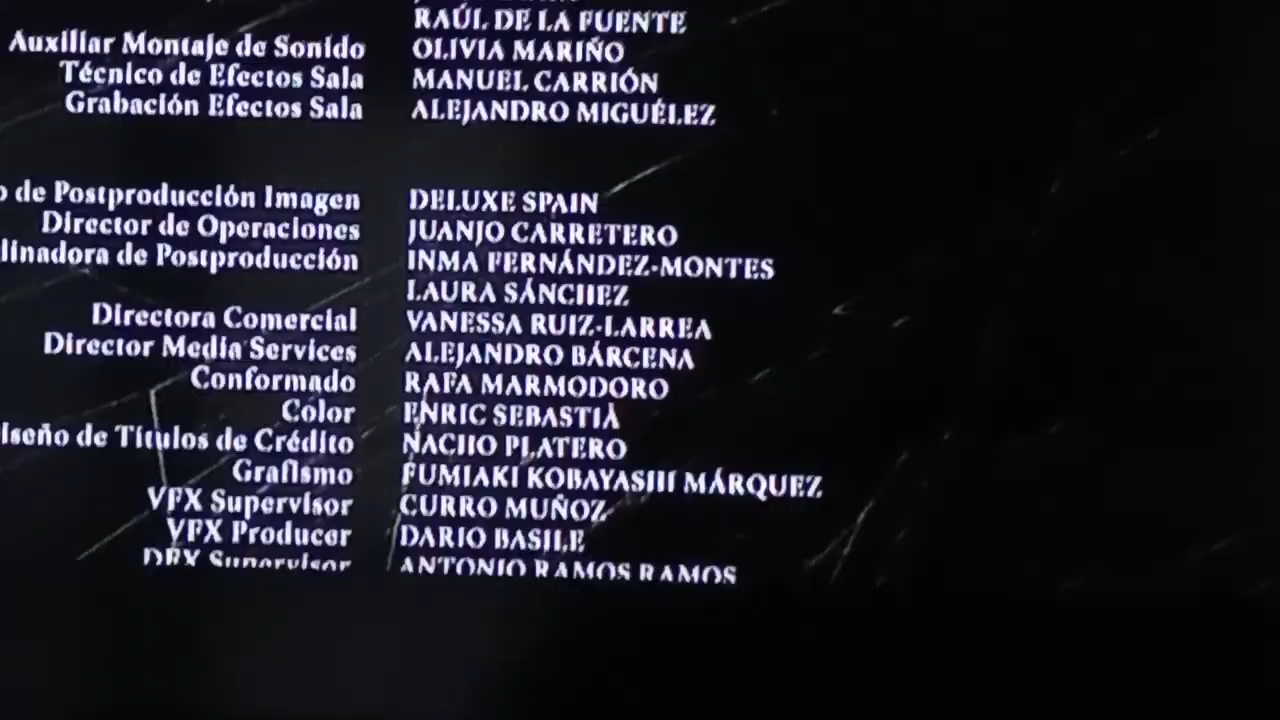 RAÚL DE LA FUENTE
Auxiliar Montaje de Sonido OLIVIA MARIÑO
Técnico de Efectos Sala MANUEL CARRIÓN
Grabación Efectos Sala ALEJANDRO MIGUÉLEZ
de Postproducción Imagen DELUXE SPAIN
Director de Operaciones JUANJO CARRETERO
de Postproducción INMA FERNÁNDEZ-MONTES
LAURA SÁNCHEZ
Directora Comercial VANESSA RUIZ-LARREA
Director Media Services ALEJANDRO BÁRCENA
Conformado RAFA MARMODORO
Color ENRIC SEBASTIÀ
de Títulos de Crédito NACHO PLATERO
Grafismo FUMIAKI KOBAYASHI MÁRQUEZ
VFX Supervisor CURRO MUÑOZ
VFX Producer DARIO BASILE
Supervisor ANTONIO RAMOS RAMOS